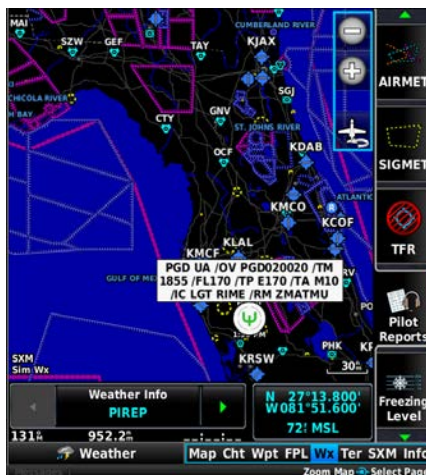 MAI
CUMBERLAND RIVER
SZW
GEF
TAY
KJAX
AIRMET
SGJ
CTY
GNV
ST. JOHNS RIVER
OCF
KDAB
SIGMET
KMCO
ATLANTIC
R
KCOF
TFR
KLAL
KMCF
PGD UA /OV PGD020020 /TM
1855 /FL170 /TP E170 /TA M10
/IC LGT RIME /RM ZMATMU
GULF OF
RV
Pilot
Reports
PHK
SXM
Sim Wx
KRSW
30
Weather Info
PIREP
N 27°13.800'
W081°51.600'
72 MSL
Freezing
Level
131
952.2
Weather
Map Cht Wpt FPL Wx Ter SXM Info
Zoom Map
Select Page